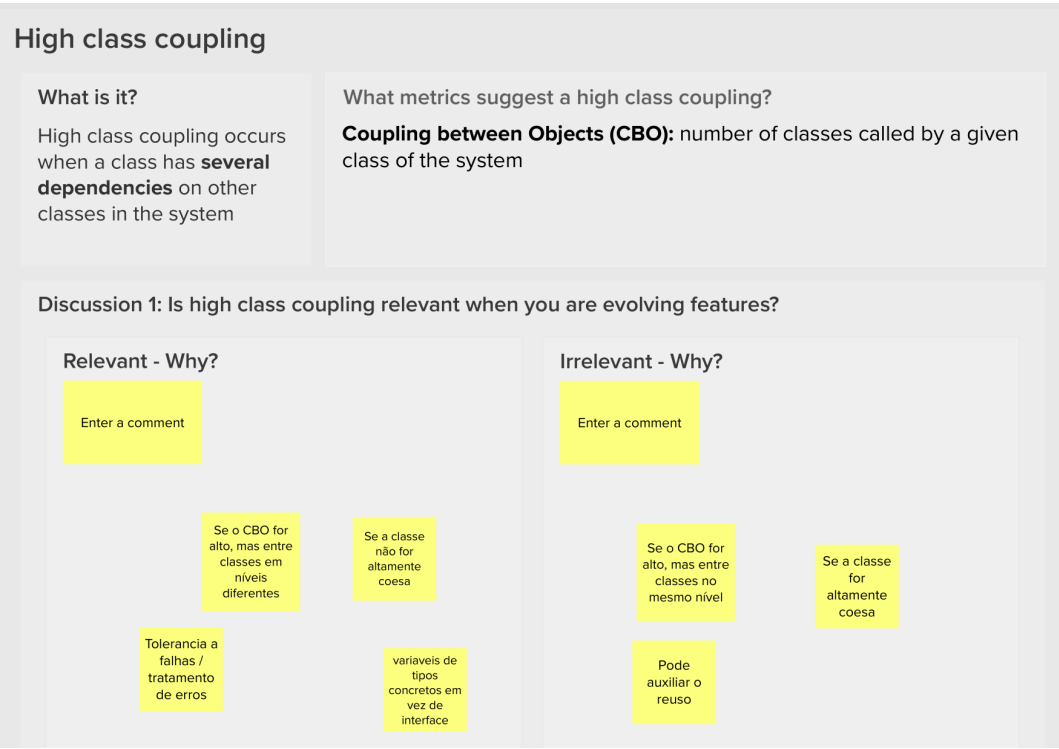 High class coupling
What is it?
High class coupling occurs
when a class has several
dependencies on other
classes in the system
What metrics suggest a high class coupling?
Coupling between Objects (CBO): number of classes called by a given
class of the system
Discussion 1: Is high class coupling relevant when you are evolving features?
Relevant - Why?
Enter a comment
Se o CBO for
alto, mas entre
classes em
níveis
diferentes
Se a classe
não for
altamente
coesa
Tolerancia a
falhas /
tratamento
de erros
variaveis de
tipos
concretos em
vez de
interface
Irrelevant - Why?
Enter a comment
Se o CBO for
alto, mas entre
classes no
mesmo nível
Se a classe
for
altamente
coesa
Pode
auxiliar o
reuso